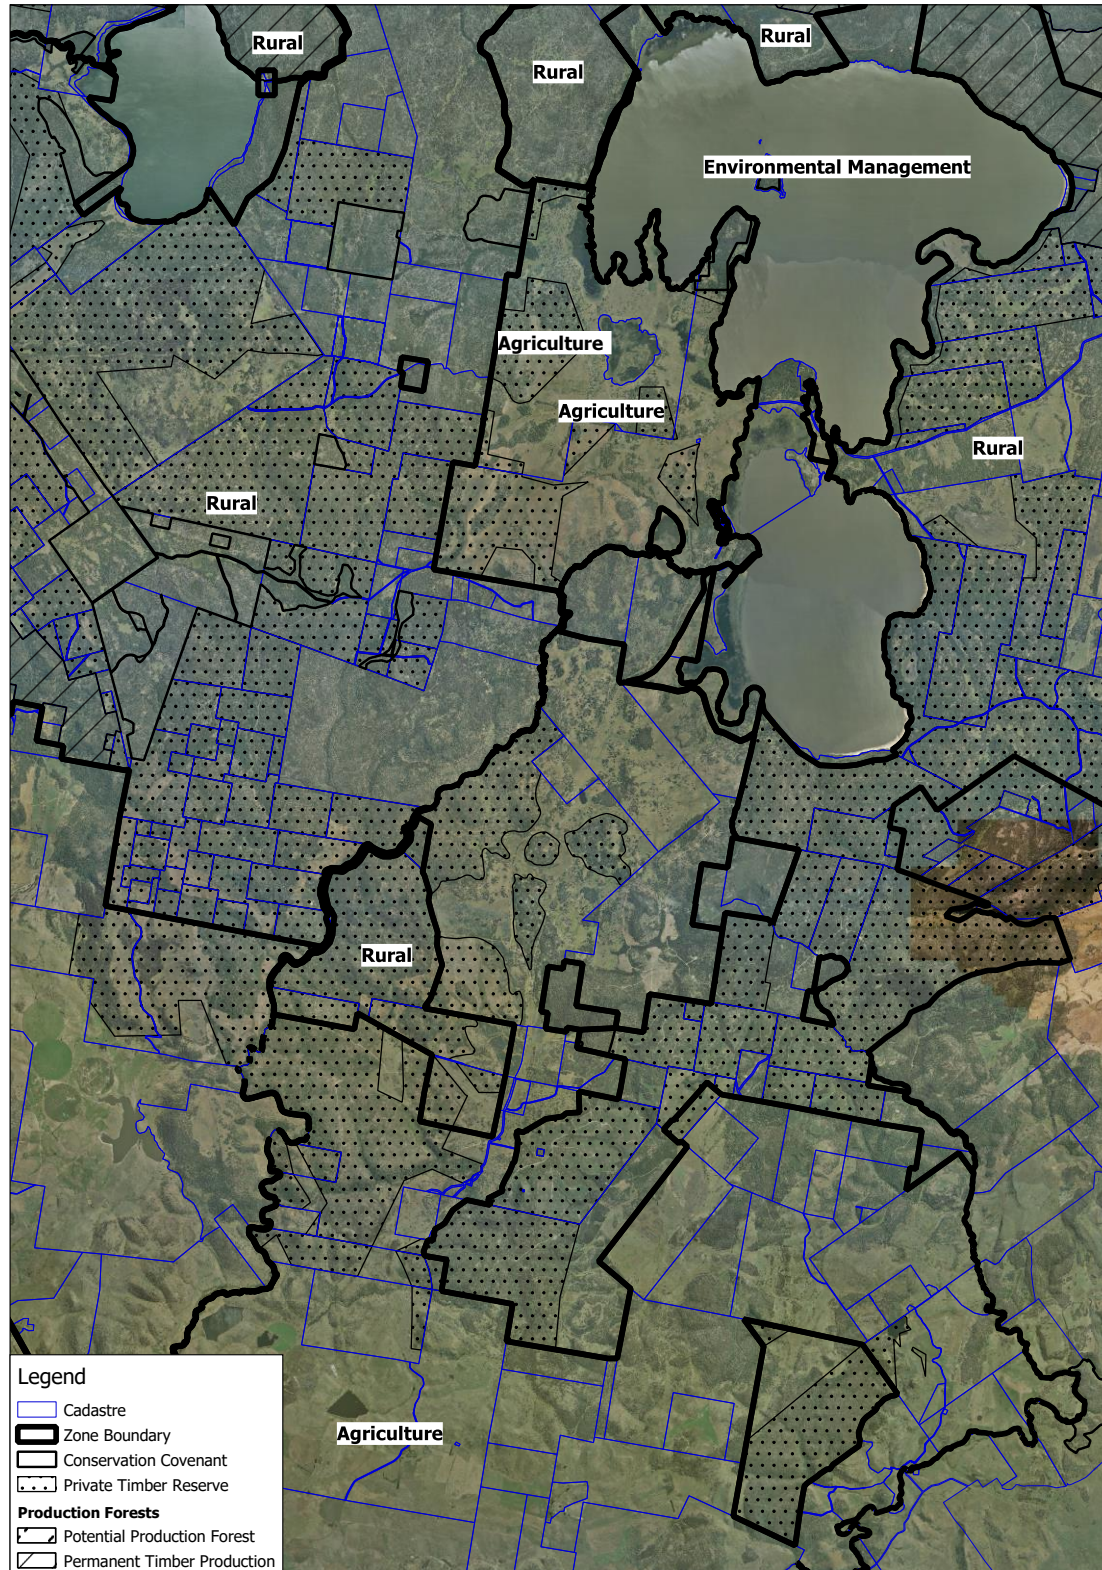 Rural
Rural
Rural
Environmental Management
Agriculture
Agriculture
Rural
Rural
Rural
Agriculture
Legend
Cadastre
Zone Boundary
Conservation Covenant
Private Timber Reserve
Production Forests
Potential Production Forest
Permanent Timber Production